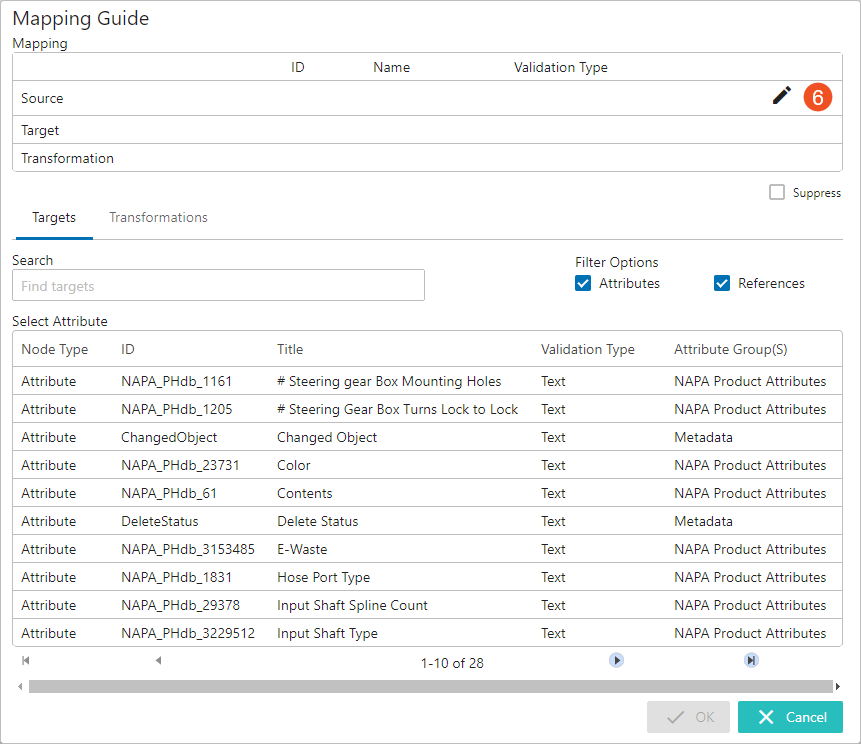 Mapping Guide
Mapping
ID Name Validation Type
Source 6
Target
Transformation
Suppress
Targets Transformations
Search Filter Options
Find targets Attributes References
Select Attribute
Node Type ID Title Validation Type Attribute Group(S)
Attribute NAPA_PHdb_1161 # Steering gear Box Mounting Holes Text NAPA Product Attributes
Attribute NAPA_PHdb_1205 # Steering Gear Box Turns Lock to Lock Text NAPA Product Attributes
Attribute ChangedObject Changed Object Text Metadata
Attribute NAPA_PHdb_23731 Color Text NAPA Product Attributes
Attribute NAPA_PHdb_61 Contents Text NAPA Product Attributes
Attribute DeleteStatus Delete Status Text Metadata
Attribute NAPA_PHdb_3153485 E-Waste Text NAPA Product Attributes
Attribute NAPA_PHdb_1831 Hose Port Type Text NAPA Product Attributes
Attribute NAPA_PHdb_29378 Input Shaft Spline Count Text NAPA Product Attributes
Attribute NAPA_PHdb_3229512 Input Shaft Type Text NAPA Product Attributes
1-10 of 28
OK Cancel